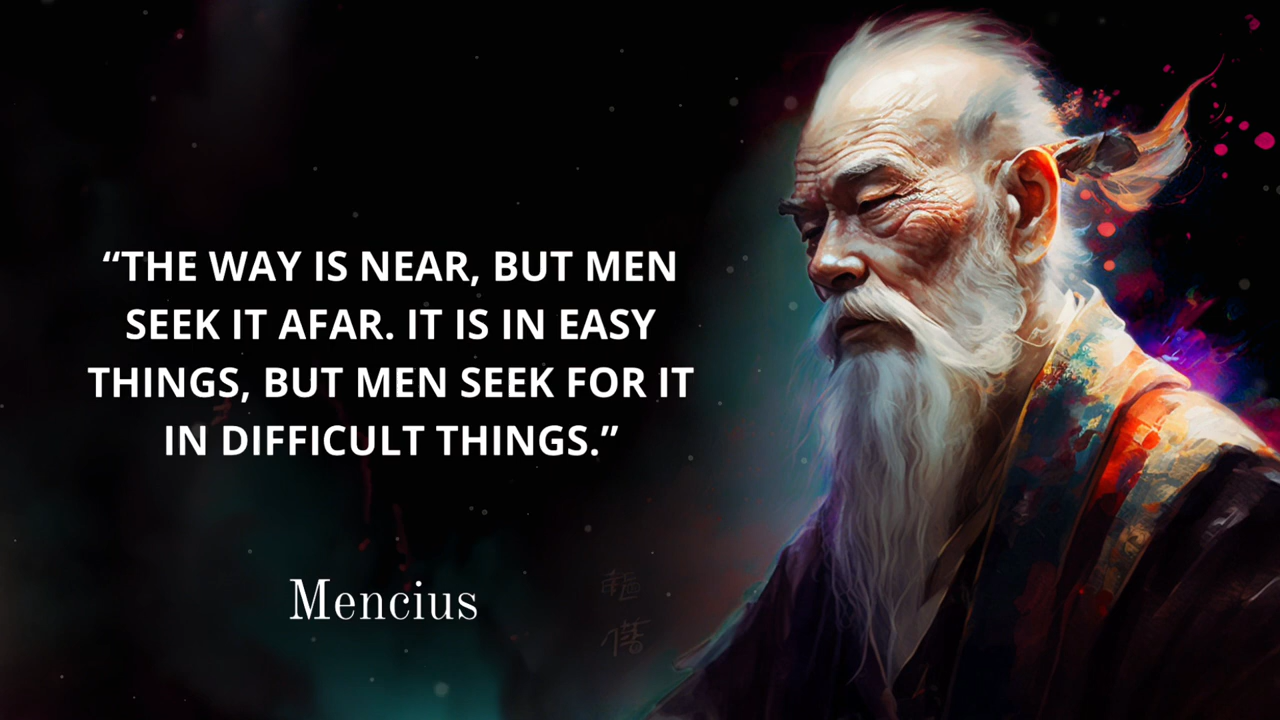 “THE WAY IS NEAR, BUT MEN
SEEK IT AFAR. IT IS IN EASY
THINGS, BUT MEN SEEK FOR IT
IN DIFFICULT THINGS.”
Mencius